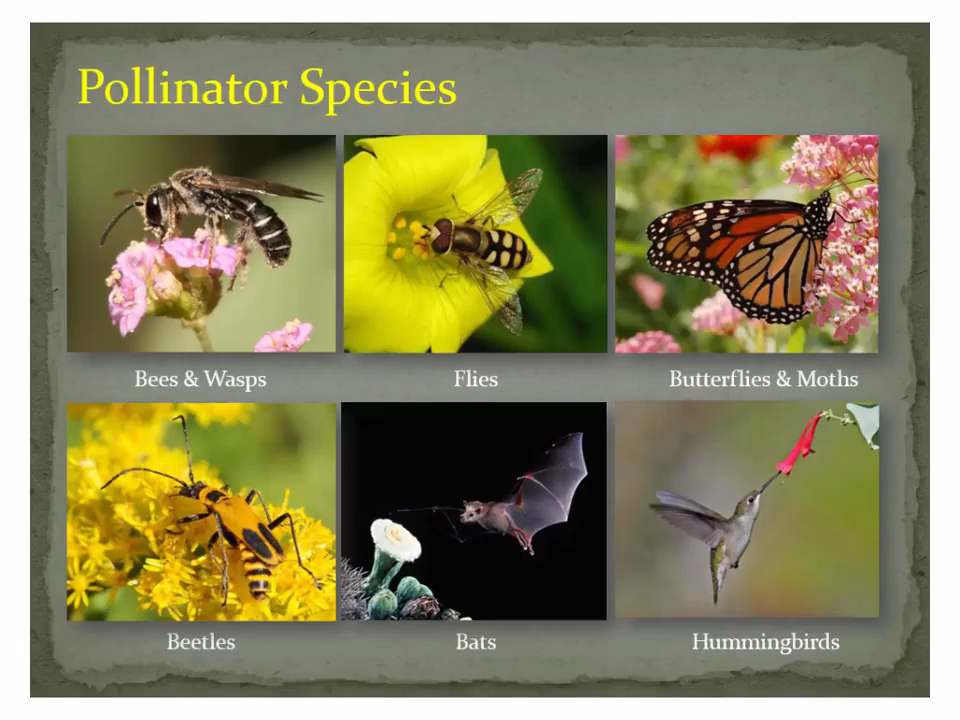 Pollinator Species
Bees & Wasps
Flies
Butterflies & Moths
Beetles
Bats
Hummingbirds